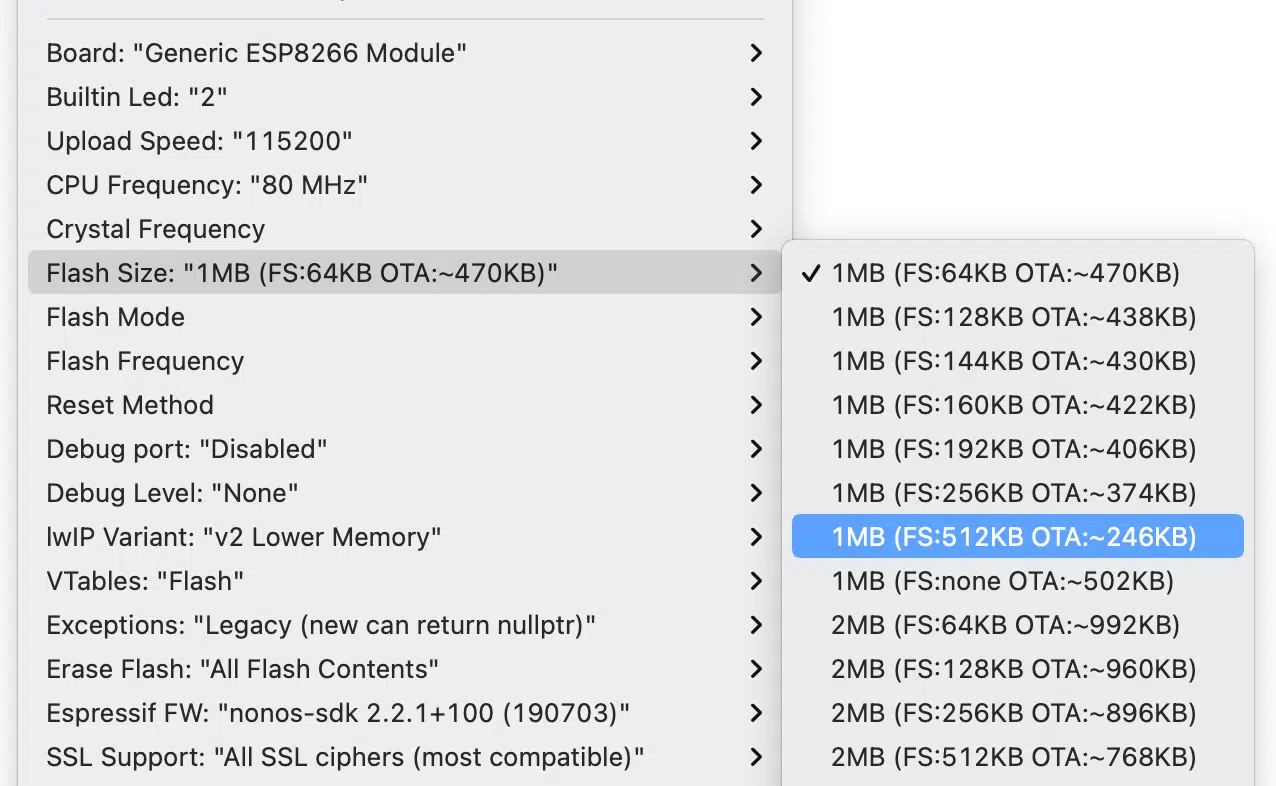 Board: "Generic ESP8266 Module"
Builtin Led: "2"
Upload Speed: "115200"
CPU Frequency: "80 MHz"
Crystal Frequency
Flash Size: "1MB (FS:64KB OTA:~470KB)"
Flash Mode
Flash Frequency
Reset Method
Debug port: "Disabled"
Debug Level: "None"
lwIP Variant: "v2 Lower Memory"
VTables: "Flash"
Exceptions: "Legacy (new can return nullptr)"
Erase Flash: "All Flash Contents"
Espressif FW: "nonos-sdk 2.2.1+100 (190703)"
SSL Support: "All SSL ciphers (most compatible)"
✓ 1MB (FS:64KB OTA:~470KB)
1MB (FS:128KB OTA:~438KB)
1MB (FS:144KB OTA:~430KB)
1MB (FS:160KB OTA:~422KB)
1MB (FS:192KB OTA:~406KB)
1MB (FS:256KB OTA:~374KB)
1MB (FS:512KB OTA:~246KB)
1MB (FS:none OTA:~502KB)
2MB (FS:64KB OTA:~992KB)
2MB (FS:128KB OTA:~960KB)
2MB (FS:256KB OTA:~896KB)
2MB (FS:512KB OTA:~768KB)